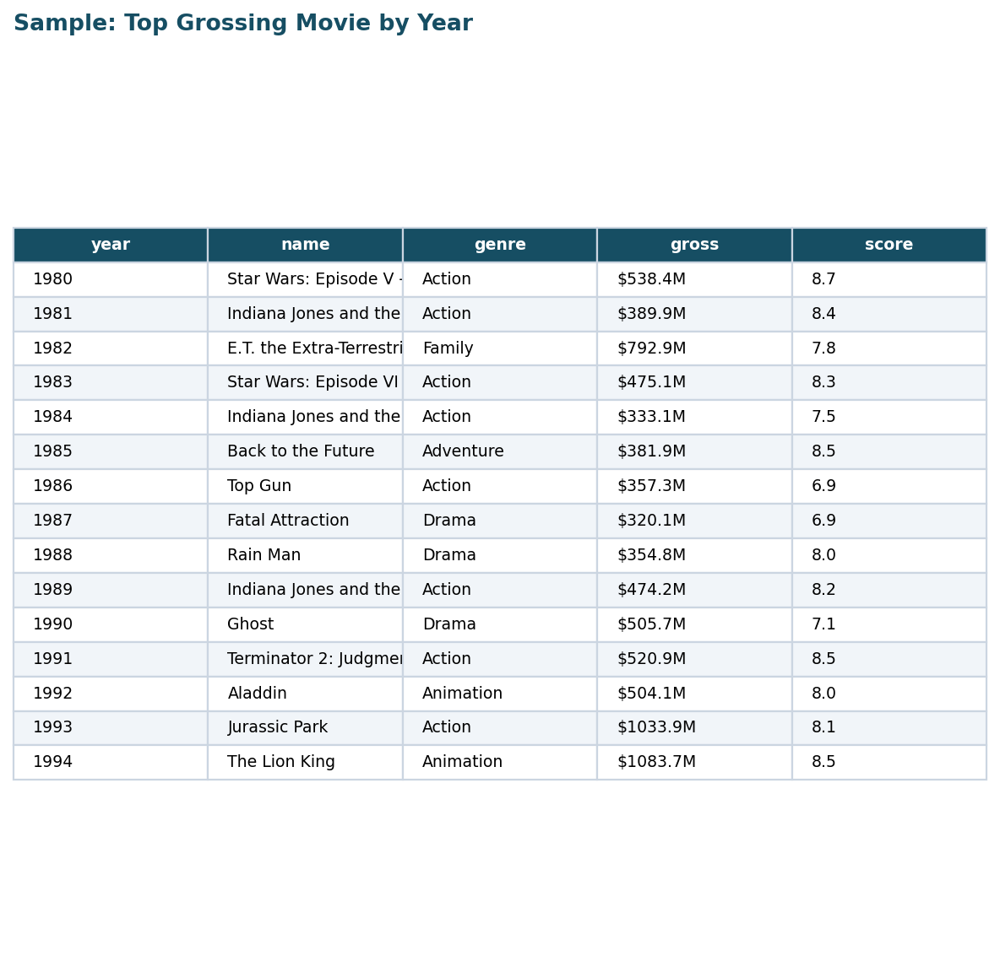 Sample: Top Grossing Movie by Year
year name genre gross score
1980 Star Wars: Episode V - Action $538.4M 8.7
1981 Indiana Jones and the Action $389.9M 8.4
1982 E.T. the Extra-Terrestri Family $792.9M 7.8
1983 Star Wars: Episode VI Action $475.1M 8.3
1984 Indiana Jones and the Action $333.1M 7.5
1985 Back to the Future Adventure $381.9M 8.5
1986 Top Gun Action $357.3M 6.9
1987 Fatal Attraction Drama $320.1M 6.9
1988 Rain Man Drama $354.8M 8.0
1989 Indiana Jones and the Action $474.2M 8.2
1990 Ghost Drama $505.7M 7.1
1991 Terminator 2: Judgmen Action $520.9M 8.5
1992 Aladdin Animation $504.1M 8.0
1993 Jurassic Park Action $1033.9M 8.1
1994 The Lion King Animation $1083.7M 8.5